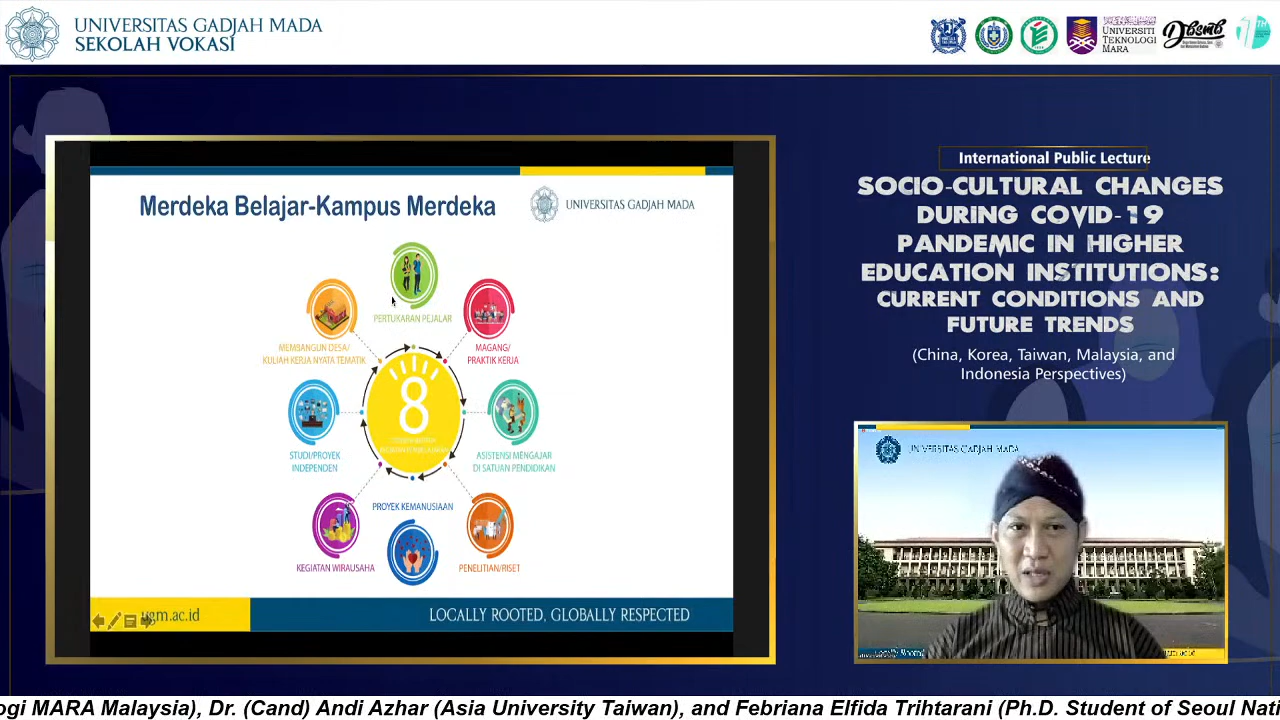 UNIVERSITAS GADJAH MADA
SEKOLAH VOKASI
UNIVERSITI
TEKNOLOGI
MARA
Dbsmb
Merdeka Belajar-Kampus Merdeka
UNIVERSITAS GADJAH MADA
PERTUKARAN PEJALAR
MEMBANGUN DESA/
KULIAH KERJA NYATA TEMATIK
MAGANG/
PRAKTIK KERJA
8
STUDI/PROYEK
INDEPENDEN
ASISTENSI MENGAJAR
DI SATUAN PENDIDIKAN
PROYEK KEMANUSIAAN
KEGIATAN WIRAUSAHA
PENELITIAN/RISET
ugm.ac.id
LOCALLY ROOTED, GLOBALLY RESPECTED
International Public Lecture
SOCIO-CULTURAL CHANGES
DURING COVID-19
PANDEMIC IN HIGHER
EDUCATION INSTITUTIONS:
CURRENT CONDITIONS AND
FUTURE TRENDS
(China, Korea, Taiwan, Malaysia, and
Indonesia Perspectives)
UNIVERSITAS GADJAH MADA
ogi MARA Malaysia), Dr. (Cand) Andi Azhar (Asia University Taiwan), and Febriana Elfida Trihtarani (Ph.D. Student of Seoul Nati